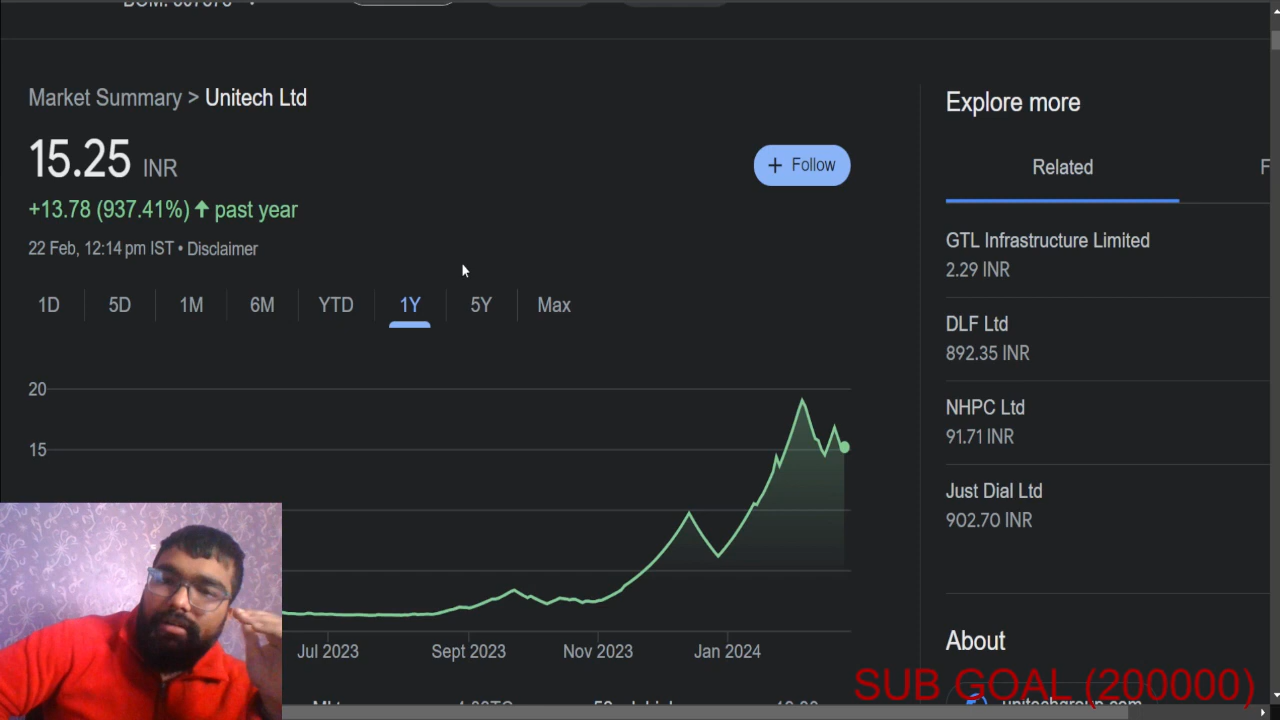 Market Summary > Unitech Ltd
15.25 INR
+ Follow
+13.78 (937.41%) ↑ past year
22 Feb, 12:14 pm IST • Disclaimer
1D 5D 1M 6M YTD 1Y 5Y Max
20
15
Jul 2023 Sept 2023 Nov 2023 Jan 2024
Explore more
Related F
GTL Infrastructure Limited
2.29 INR
DLF Ltd
892.35 INR
NHPC Ltd
91.71 INR
Just Dial Ltd
902.70 INR
About
SUB GOAL (200000)